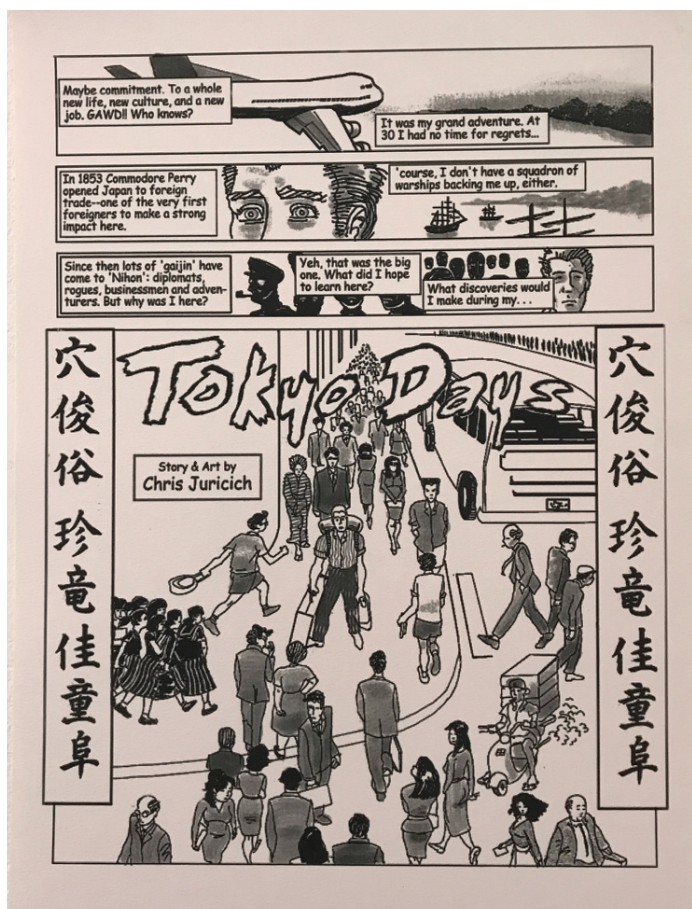 Maybe commitment. To a whole
new life, new culture, and a new
job. GAWD!! Who knows?
It was my grand adventure. At
30 I had no time for regrets...
In 1853 Commodore Perry
opened Japan to foreign
trade--one of the very first
foreigners to make a strong
impact here.
'course, I don't have a squadron of
warships backing me up, either.
Since then lots of 'gaijin' have
come to 'Nihon': diplomats,
rogues, businessmen and adven-
turers. But why was I here?
Yeh, that was the big
one. What did I hope
to learn here?
What discoveries would
I make during my...
Tokyo Days
Story & Art by
Chris Juricich
穴俊俗珍竜佳童阜
穴俊俗珍竜佳童阜